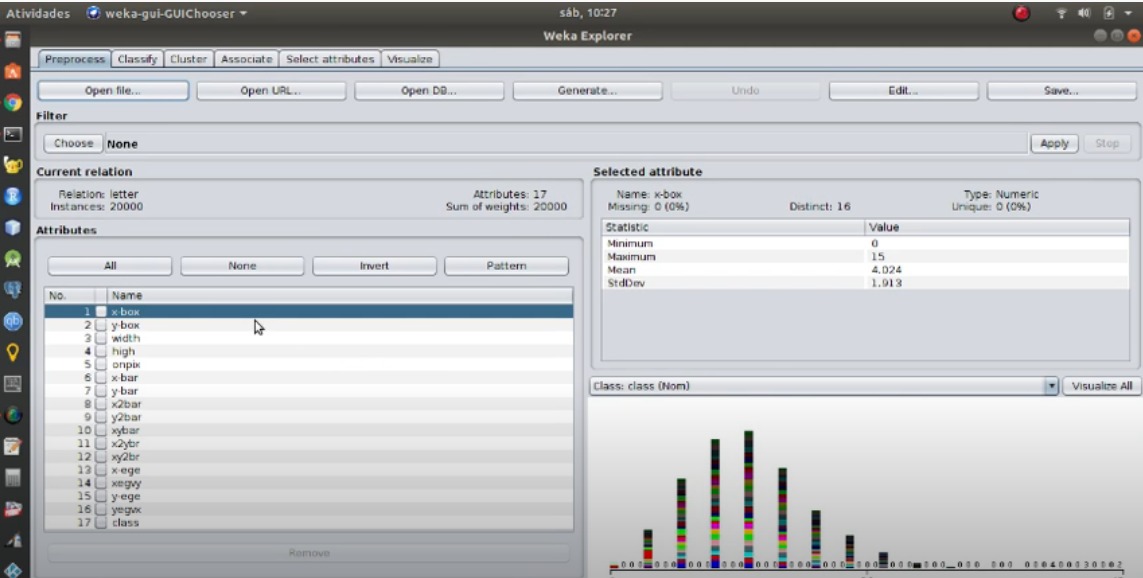 Atividades weka-gui-GUIChooser sáb, 10:27
Weka Explorer
Preprocess Classify Cluster Associate Select attributes Visualize
Open file... Open URL... Open DB... Generate... Undo Edit... Save...
Filter
Choose None Apply Stop
Current relation
Relation: letter Attributes: 17
Instances: 20000 Sum of weights: 20000
Attributes
All None Invert Pattern
No. Name
1 x-box
2 y-box
3 width
4 high
5 onpix
6 x-bar
7 y-bar
8 x2bar
9 y2bar
10 xybar
11 x2ybr
12 xy2br
13 x-ege
14 xegvy
15 y-ege
16 yegvx
17 class
Remove
Selected attribute
Name: x-box Type: Numeric
Missing: 0 (0%) Distinct: 16 Unique: 0 (0%)
Statistic Value
Minimum 0
Maximum 15
Mean 4.024
StdDev 1.913
Class: class (Nom) Visualize All